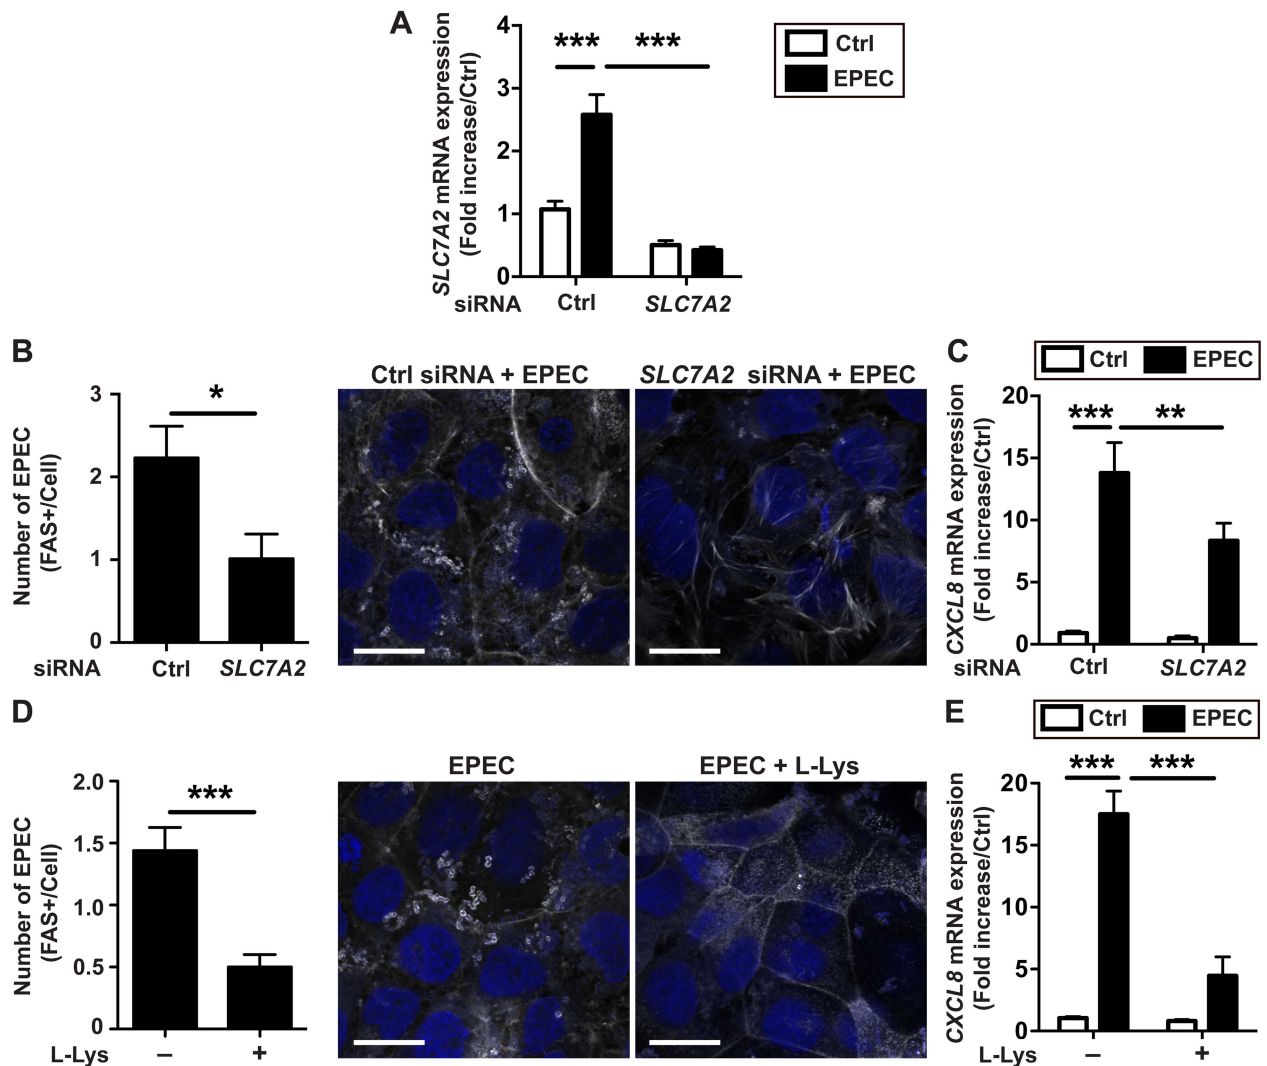 A
SLC7A2 mRNA expression
(Fold increase/Ctrl)
4
3
2
1
0
*** ***
Ctrl
EPEC
siRNA Ctrl SLC7A2
B
Number of EPEC
(FAS+/Cell)
3
2
1
0
*
siRNA Ctrl SLC7A2
Ctrl siRNA + EPEC
SLC7A2 siRNA + EPEC
C
Ctrl EPEC
CXCL8 mRNA expression
(Fold increase/Ctrl)
20
15
10
5
0
*** **
siRNA Ctrl SLC7A2
D
Number of EPEC
(FAS+/Cell)
2.0
1.5
1.0
0.5
0
***
L-Lys – +
EPEC
EPEC + L-Lys
E
Ctrl EPEC
CXCL8 mRNA expression
(Fold increase/Ctrl)
20
15
10
5
0
*** ***
L-Lys – +